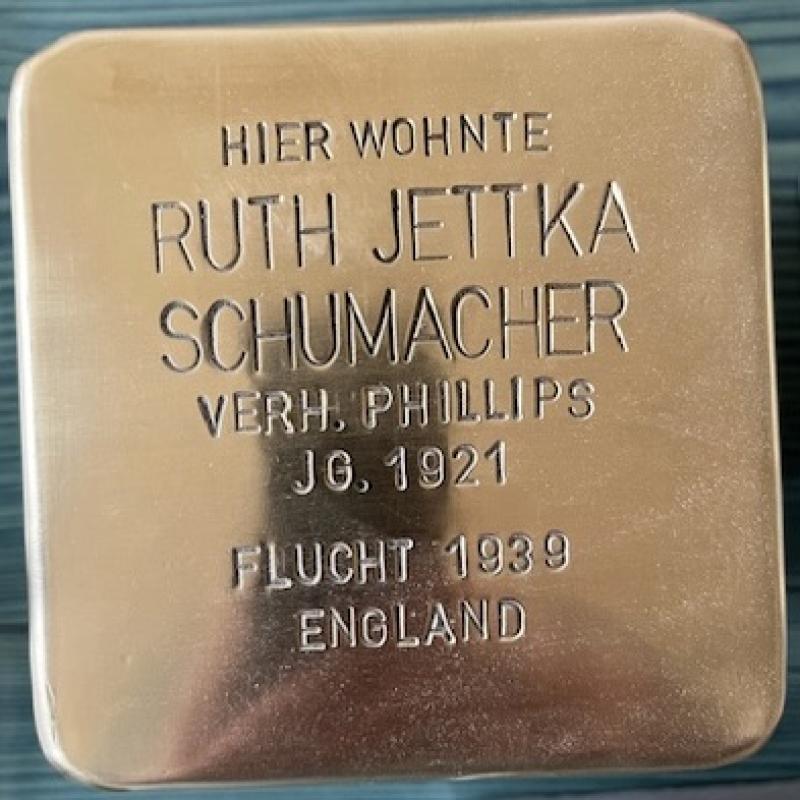 HIER WOHNTE
RUTH JETTKA
SCHUMACHER
VERH. PHILLIPS
JG. 1921
FLUCHT 1939
ENGLAND